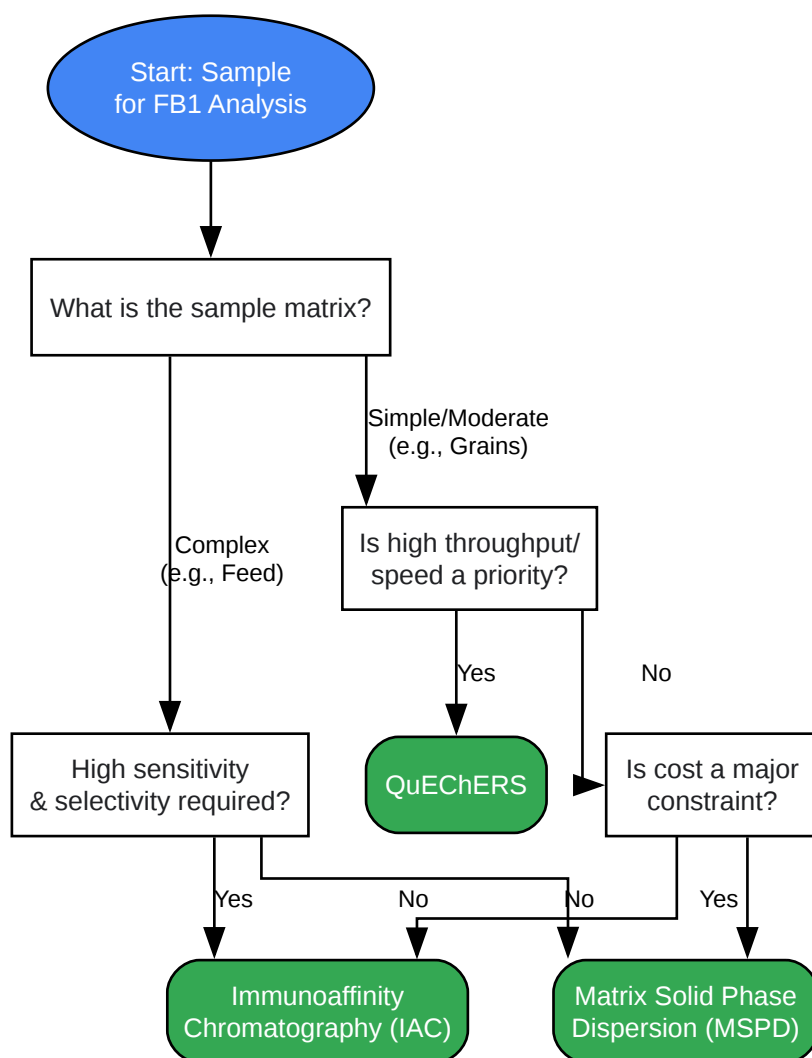 Start: Sample
for FB1 Analysis
What is the sample matrix?
Simple/Moderate
(e.g., Grains)
Complex
(e.g., Feed)
Is high throughput/
speed a priority?
Yes
No
High sensitivity
& selectivity required?
QuEChERS
Is cost a major
constraint?
Yes
No
No
Yes
Immunoaffinity
Chromatography (IAC)
Matrix Solid Phase
Dispersion (MSPD)